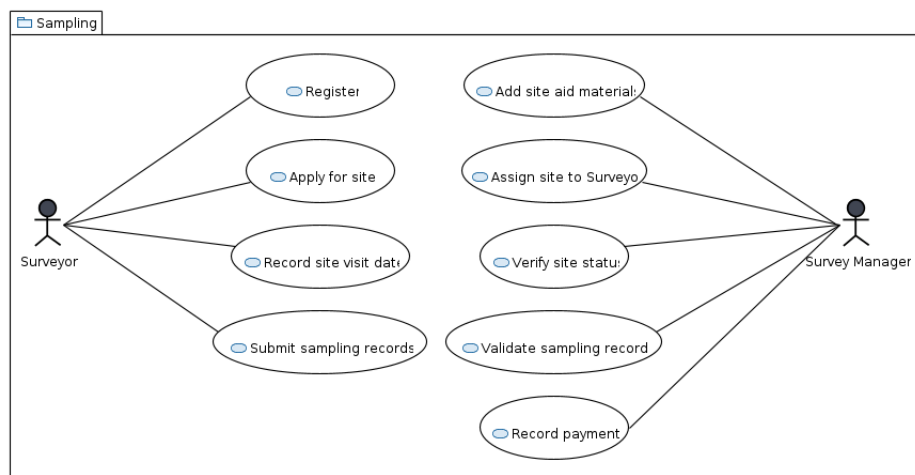 Sampling
Register
Add site aid materials
Apply for site
Assign site to Surveyo
Surveyor
Survey Manager
Record site visit date
Verify site status
Submit sampling records
Validate sampling record
Record payment